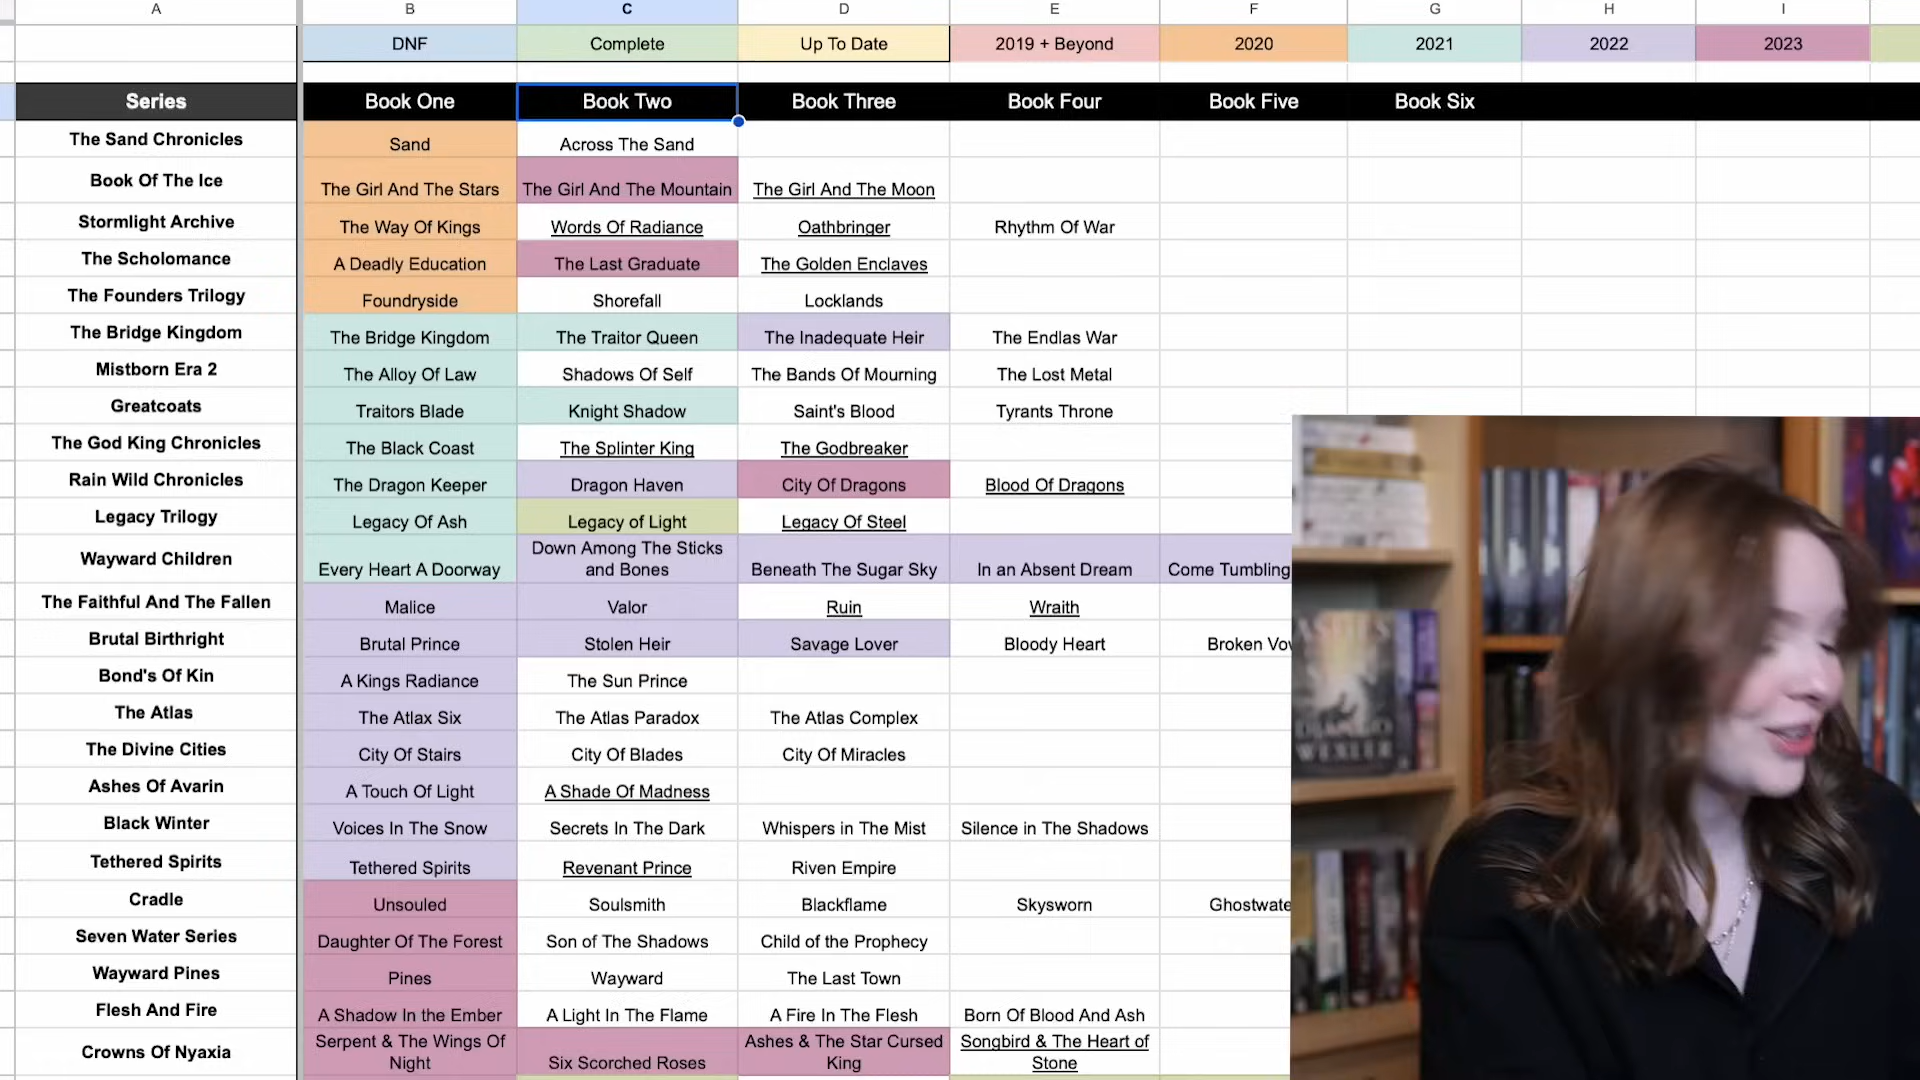 A B C D E F G H I
DNF Complete Up To Date 2019 + Beyond 2020 2021 2022 2023
Series Book One Book Two Book Three Book Four Book Five Book Six
The Sand Chronicles Sand Across The Sand
Book Of The Ice The Girl And The Stars The Girl And The Mountain The Girl And The Moon
Stormlight Archive The Way Of Kings Words Of Radiance Oathbringer Rhythm Of War
The Scholomance A Deadly Education The Last Graduate The Golden Enclaves
The Founders Trilogy Foundryside Shorefall Locklands
The Bridge Kingdom The Bridge Kingdom The Traitor Queen The Inadequate Heir The Endlas War
Mistborn Era 2 The Alloy Of Law Shadows Of Self The Bands Of Mourning The Lost Metal
Greatcoats Traitors Blade Knight Shadow Saint's Blood Tyrants Throne
The God King Chronicles The Black Coast The Splinter King The Godbreaker
Rain Wild Chronicles The Dragon Keeper Dragon Haven City Of Dragons Blood Of Dragons
Legacy Trilogy Legacy Of Ash Legacy of Light Legacy Of Steel
Wayward Children Every Heart A Doorway Down Among The Sticks
and Bones Beneath The Sugar Sky In an Absent Dream Come Tumbling
The Faithful And The Fallen Malice Valor Ruin Wraith
Brutal Birthright Brutal Prince Stolen Heir Savage Lover Bloody Heart Broken Vo
Bond's Of Kin A Kings Radiance The Sun Prince
The Atlas The Atlax Six The Atlas Paradox The Atlas Complex
The Divine Cities City Of Stairs City Of Blades City Of Miracles
Ashes Of Avarin A Touch Of Light A Shade Of Madness
Black Winter Voices In The Snow Secrets In The Dark Whispers in The Mist Silence in The Shadows
Tethered Spirits Tethered Spirits Revenant Prince Riven Empire
Cradle Unsouled Soulsmith Blackflame Skysworn Ghostwate
Seven Water Series Daughter Of The Forest Son of The Shadows Child of the Prophecy
Wayward Pines Pines Wayward The Last Town
Flesh And Fire A Shadow In the Ember A Light In The Flame A Fire In The Flesh Born Of Blood And Ash
Crowns Of Nyaxia Serpent & The Wings Of
Night Six Scorched Roses Ashes & The Star Cursed
King Songbird & The Heart of
Stone
ASHES
DJANGO
WEXLER